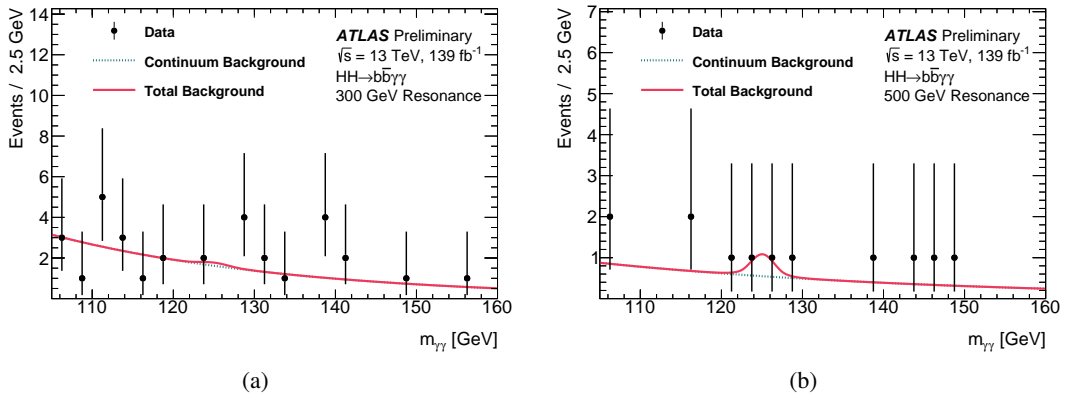 Events / 2.5 GeV
14
12
10
8
6
4
2
Data
Continuum Background
Total Background
ATLAS Preliminary
√s = 13 TeV, 139 fb⁻¹
HH→bb̅γγ
300 GeV Resonance
110 120 130 140 150 160
mγγ [GeV]
(a)
Events / 2.5 GeV
7
6
5
4
3
2
1
0
Data
Continuum Background
Total Background
ATLAS Preliminary
√s = 13 TeV, 139 fb⁻¹
HH→bb̅γγ
500 GeV Resonance
110 120 130 140 150 160
mγγ [GeV]
(b)